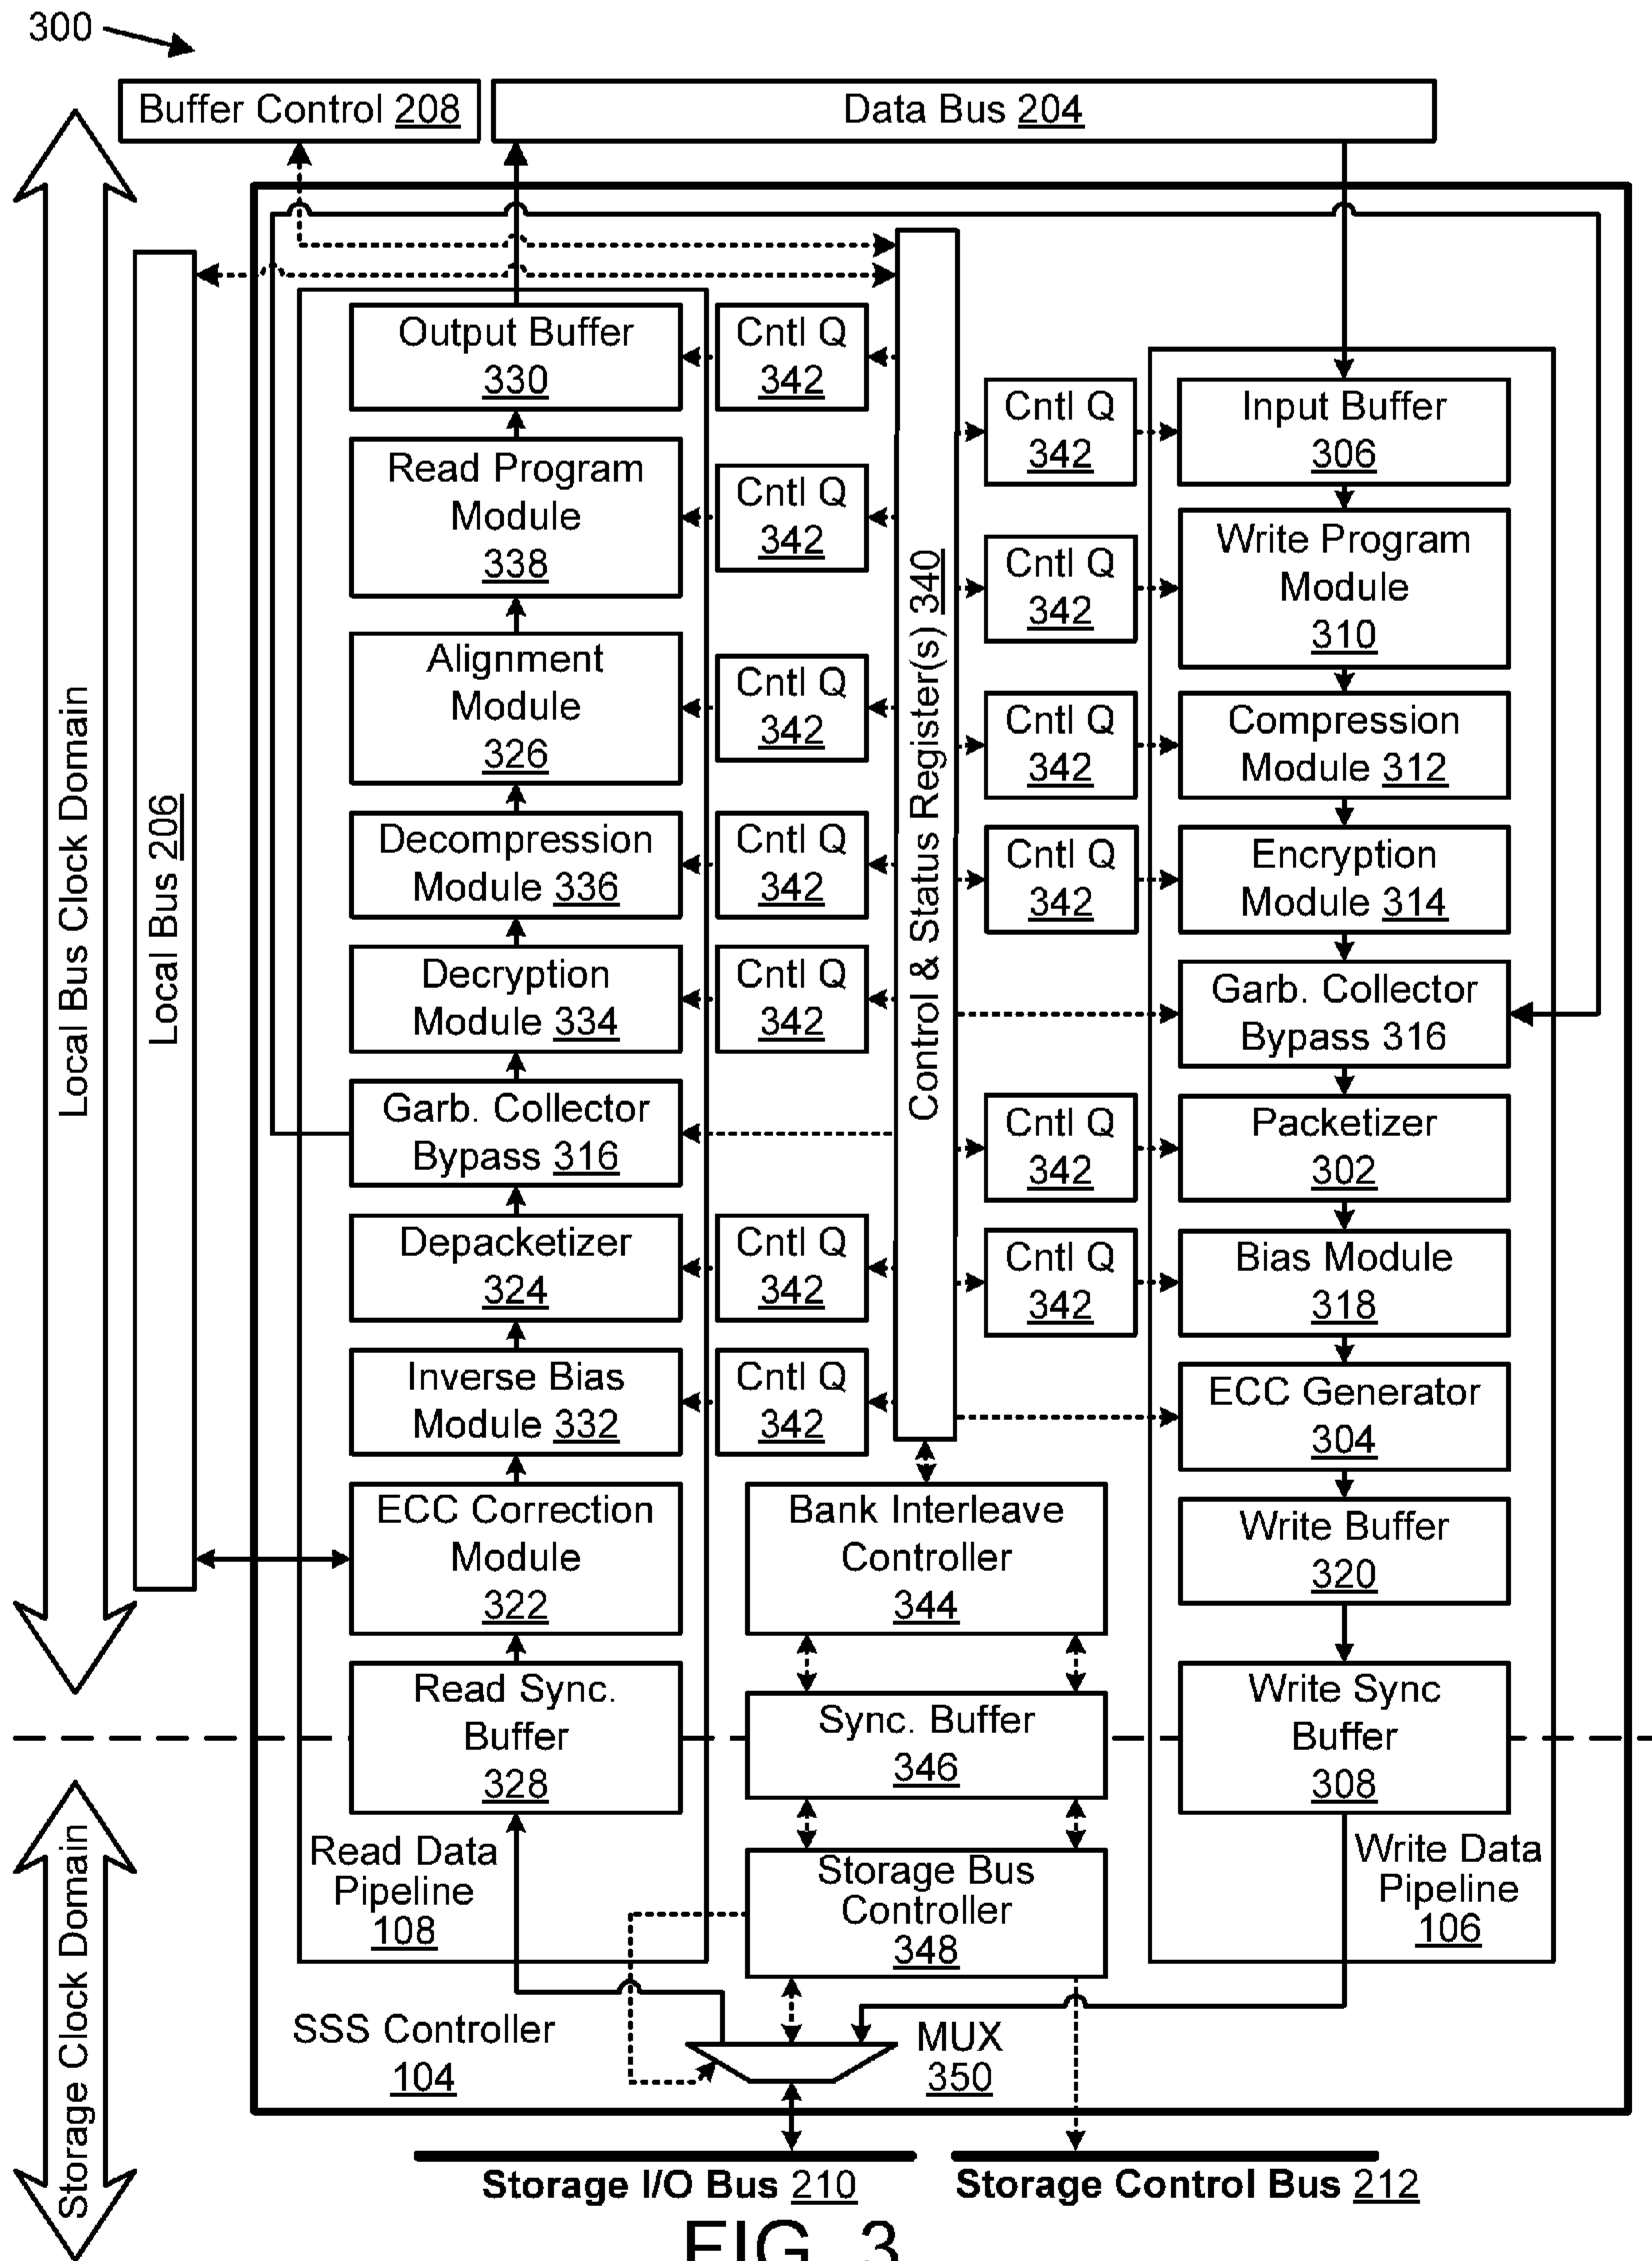 300
Buffer Control 208
Data Bus 204
Local Bus Clock Domain
Local Bus 206
Output Buffer
330
Cntl Q
342
Read Program
Module
338
Cntl Q
342
Alignment
Module
326
Cntl Q
342
Decompression
Module 336
Cntl Q
342
Decryption
Module 334
Cntl Q
342
Garb. Collector
Bypass 316
Depacketizer
324
Cntl Q
342
Inverse Bias
Module 332
Cntl Q
342
ECC Correction
Module
322
Read Sync.
Buffer
328
Read Data
Pipeline
108
Control & Status Register(s) 340
Bank Interleave
Controller
344
Sync. Buffer
346
Storage Bus
Controller
348
Cntl Q
342
Input Buffer
306
Cntl Q
342
Write Program
Module
310
Cntl Q
342
Compression
Module 312
Cntl Q
342
Encryption
Module 314
Garb. Collector
Bypass 316
Cntl Q
342
Packetizer
302
Cntl Q
342
Bias Module
318
ECC Generator
304
Write Buffer
320
Write Sync
Buffer
308
Write Data
Pipeline
106
Storage Clock Domain
SSS Controller
104
MUX
350
Storage I/O Bus 210
Storage Control Bus 212
FIG. 3